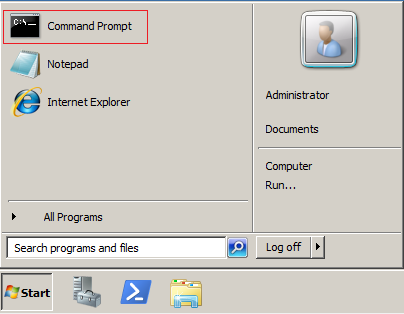 C:\
Command Prompt
Notepad
Internet Explorer
Administrator
Documents
Computer
Run...
All Programs
Search programs and files
Log off
Start